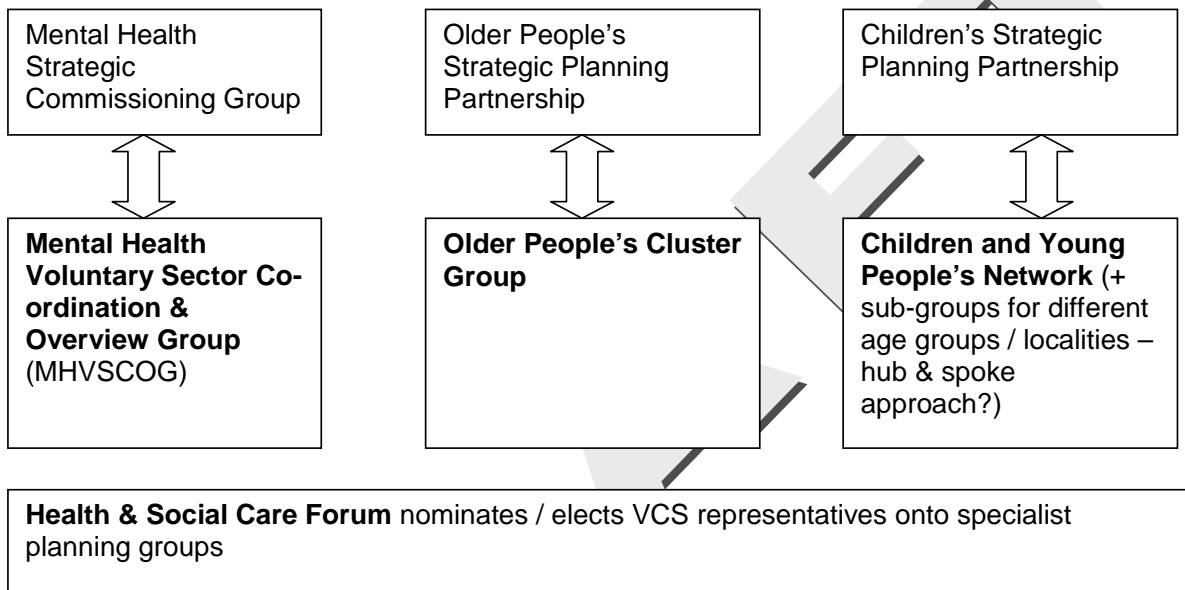 Mental Health
Strategic
Commissioning Group
Older People’s
Strategic Planning
Partnership
Children’s Strategic
Planning Partnership
Mental Health
Voluntary Sector Co-
ordination &
Overview Group
(MHVSCOG)
Older People’s Cluster
Group
Children and Young
People’s Network (+
sub-groups for different
age groups / localities –
hub & spoke
approach?)
Health & Social Care Forum nominates / elects VCS representatives onto specialist
planning groups